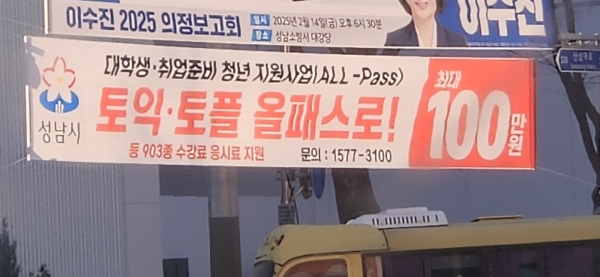 이수진 2025 의정보고회
일시 2025년 2월 14일(금) 오후 6시 30분
장소 성남소방서 대강당
이수진
대학생·취업준비 청년 지원사업(ALL-Pass)
토익·토플 올패스로!
등 903종 수강료 응시료 지원
문의 : 1577-3100
최대
100만원
성남시